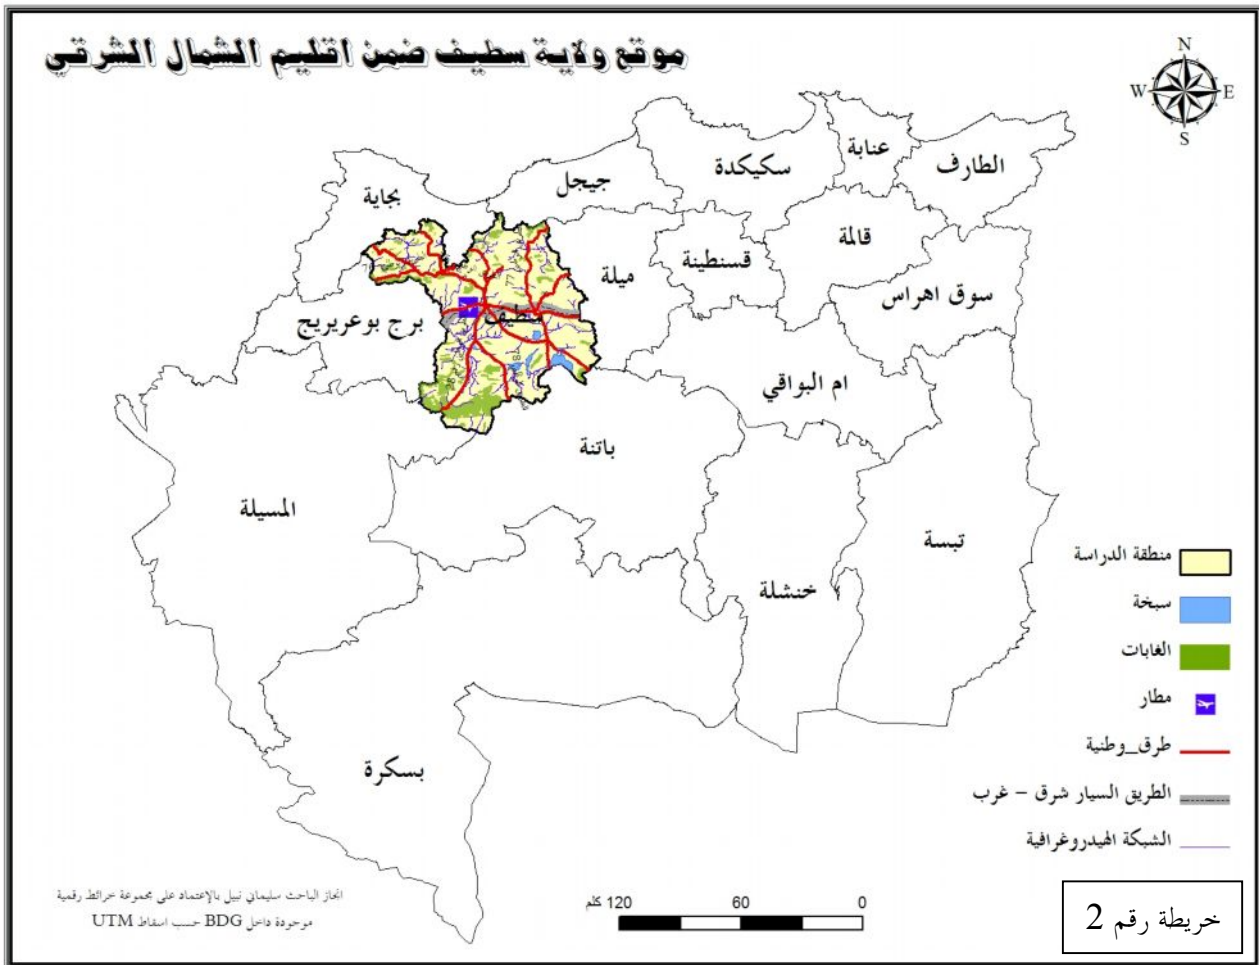 موقع ولاية سطيف ضمن اقليم الشمال الشرقي
N
W E
S
عنابة
سكيكدة
الطارف
جيجل
بجاية
قالمة
قسنطينة
ميلة
سوق اهراس
سطيف
برج بوعريريج
ام البواقي
باتنة
المسيلة
تبسة
خنشلة
بسكرة
منطقة الدراسة
سبخة
الغابات
مطار
طرق_وطنية
الطريق السيار شرق – غرب
الشبكة الهيدروغرافية
انجاز الباحث سليماني نبيل بالإعتماد على مجموعة خرائط رقمية
موحودة داخل BDG حسب اسقاط UTM
120 60 0
كلم
خريطة رقم 2